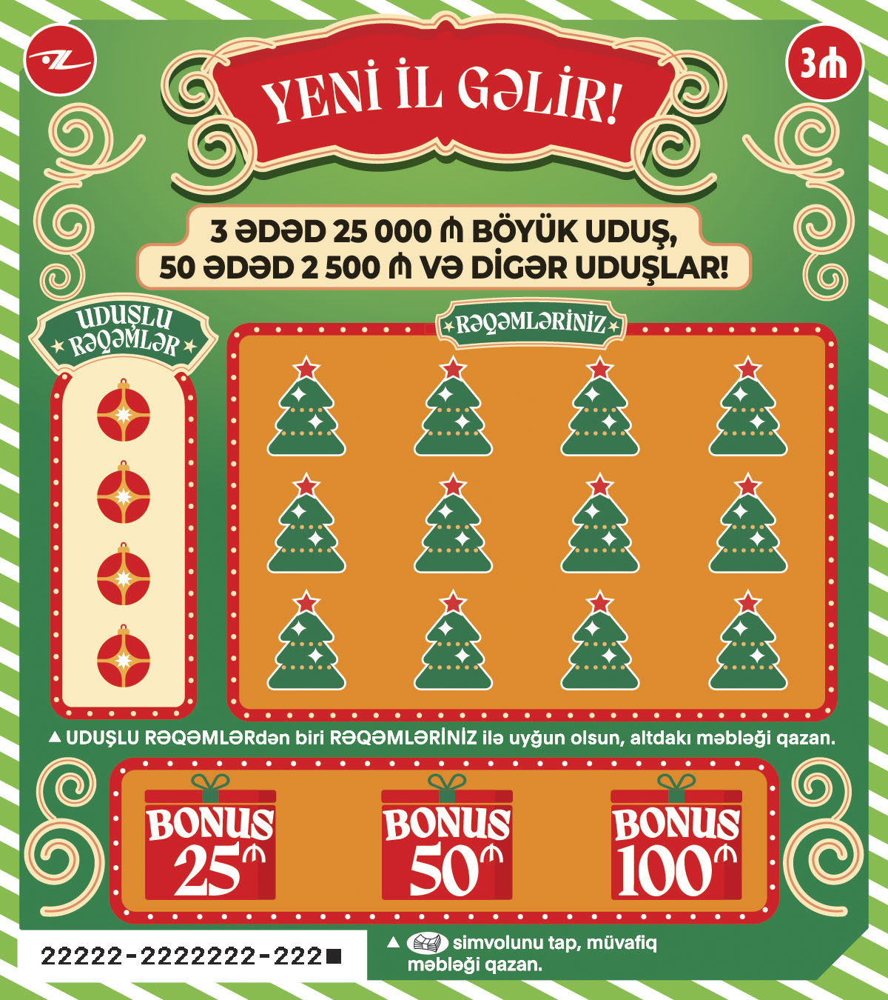 3₼
YENİ İL GƏLİR!
3 ƏDƏD 25 000 ₼ BÖYÜK UDUŞ,
50 ƏDƏD 2 500 ₼ VƏ DİGƏR UDUŞLAR!
UDUŞLU
RƏQƏMLƏR
RƏQƏMLƏRİNİZ
UDUŞLU RƏQƏMLƏRdən biri RƏQƏMLƏRİNİZ ilə uyğun olsun, altdakı məbləği qazan.
BONUS
25₼
BONUS
50₼
BONUS
100₼
simvolunu tap, müvafiq
məbləği qazan.
22222-2222222-222